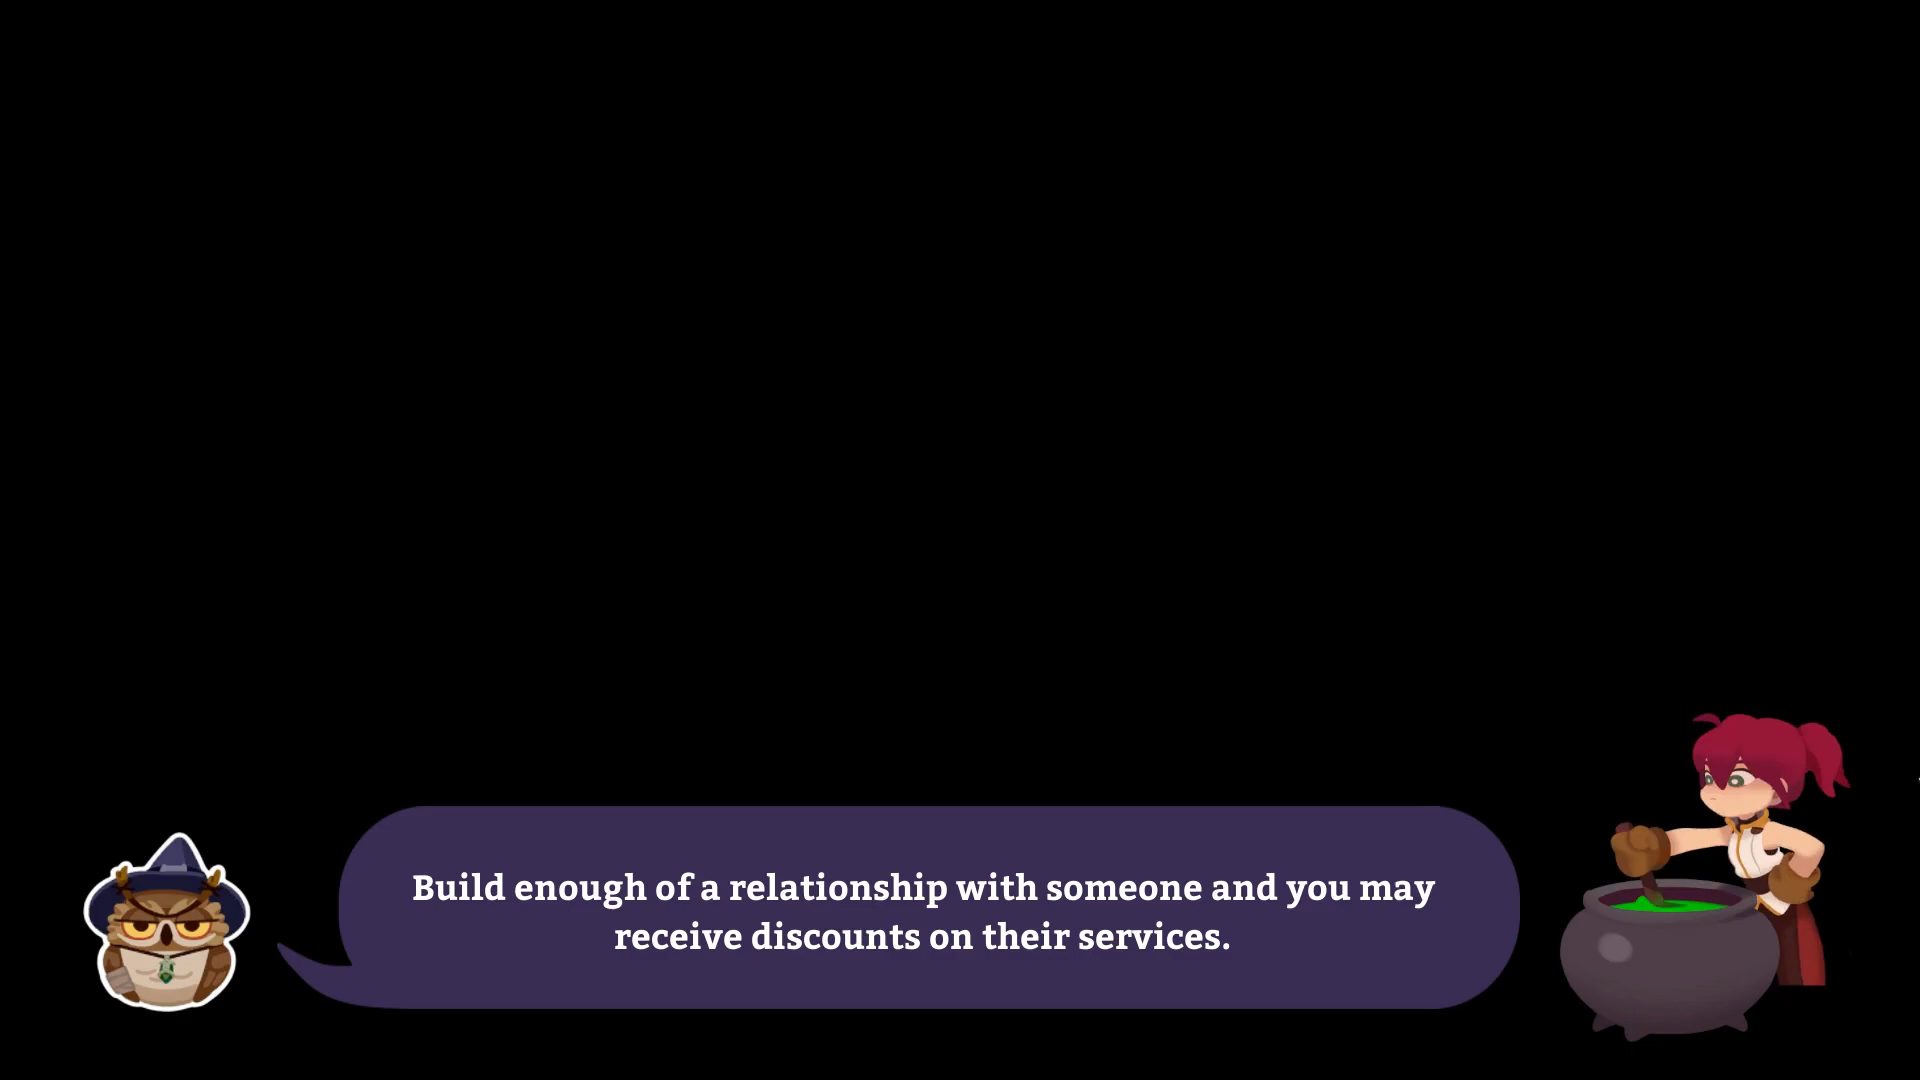 Build enough of a relationship with someone and you may
receive discounts on their services.